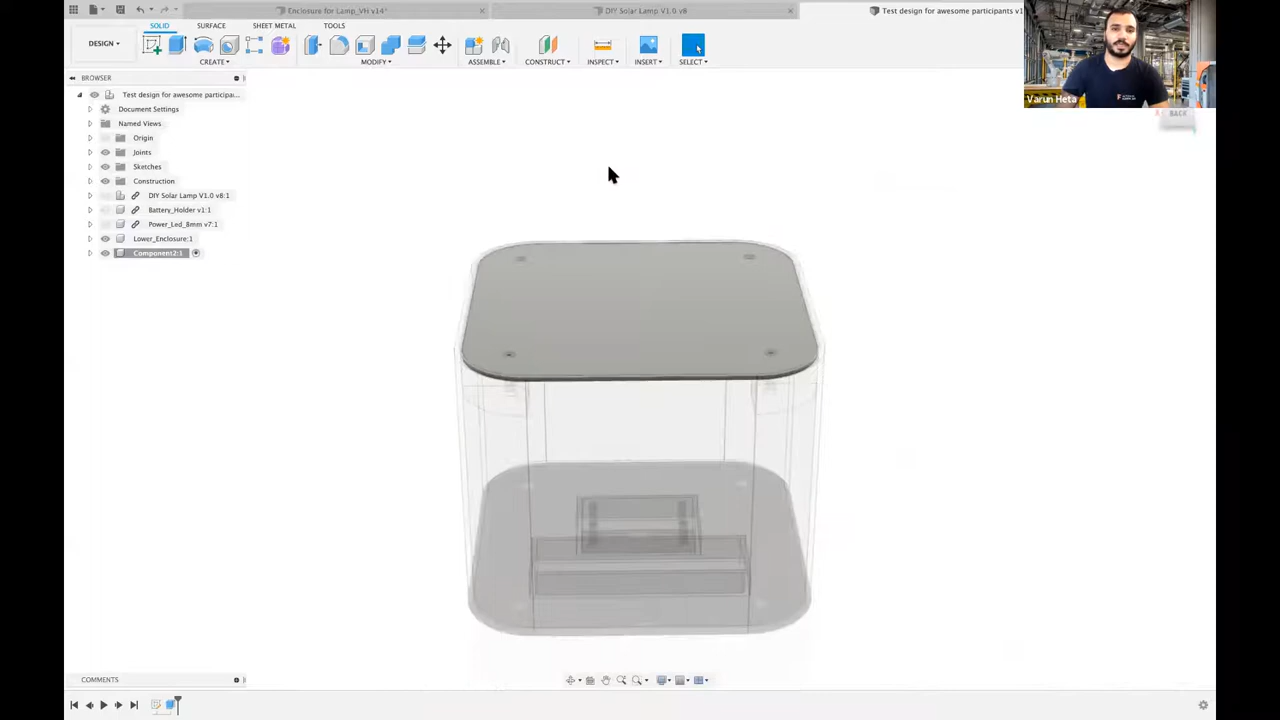 Enclosure for Lamp_VH v14*
DIY Solar Lamp V1.0 v8
Test design for awesome participants v1
SOLID
SURFACE
SHEET METAL
TOOLS
DESIGN
CREATE
MODIFY
ASSEMBLE
CONSTRUCT
INSPECT
INSERT
SELECT
Varun Heta
BACK
BROWSER
Test design for awesome participa...
Document Settings
Named Views
Origin
Joints
Sketches
Construction
DIY Solar Lamp V1.0 v8:1
Battery_Holder v1:1
Power_Led_8mm v7:1
Lower_Enclosure:1
Component2:1
COMMENTS